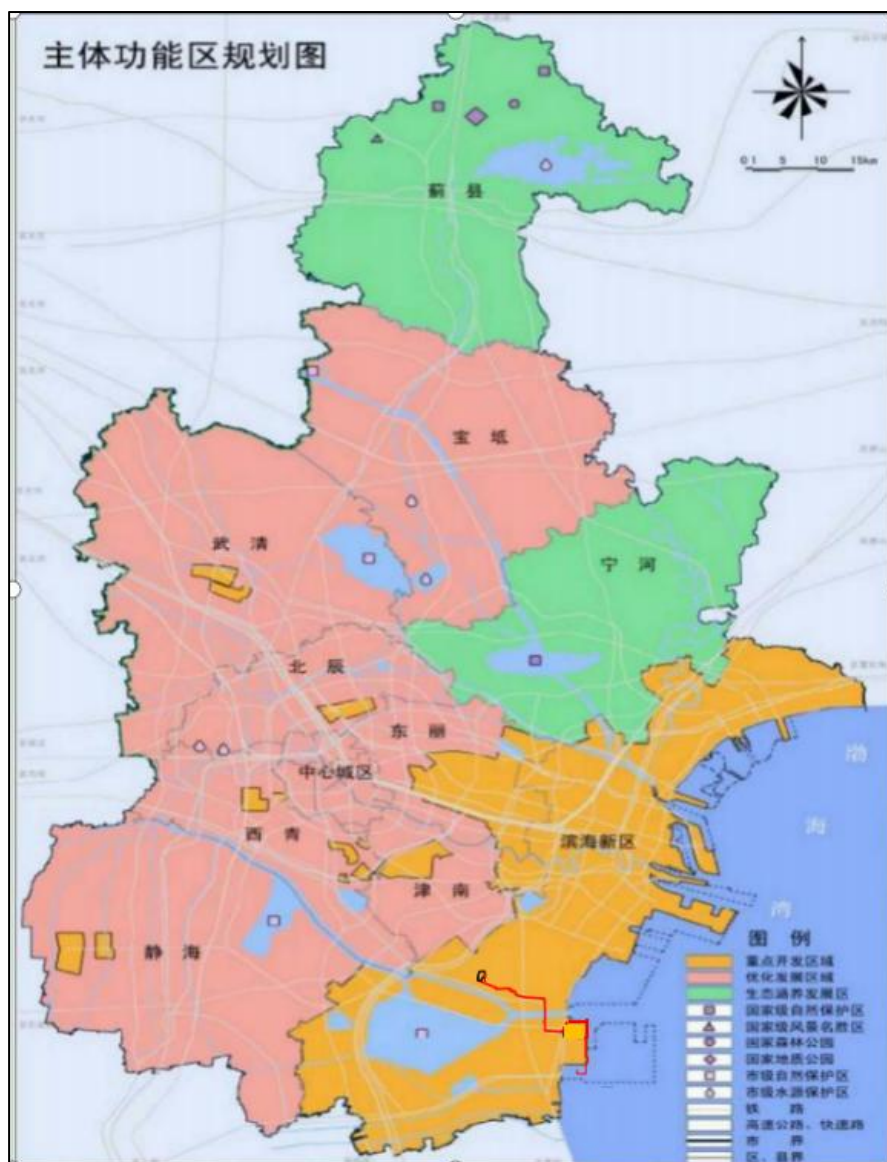 主体功能区规划图
0 1 5 10 15km
蓟 县
宝 坻
武 清
宁 河
北 辰
东 丽
中心城区
西 青
滨海新区
津 南
静 海
渤
海
湾
图 例
重点开发区域
优化发展区域
生态涵养发展区
国家级自然保护区
国家级风景名胜区
国家森林公园
国家地质公园
市级自然保护区
市级水源保护区
铁 路
高速公路、快速路
市 界
区、县界